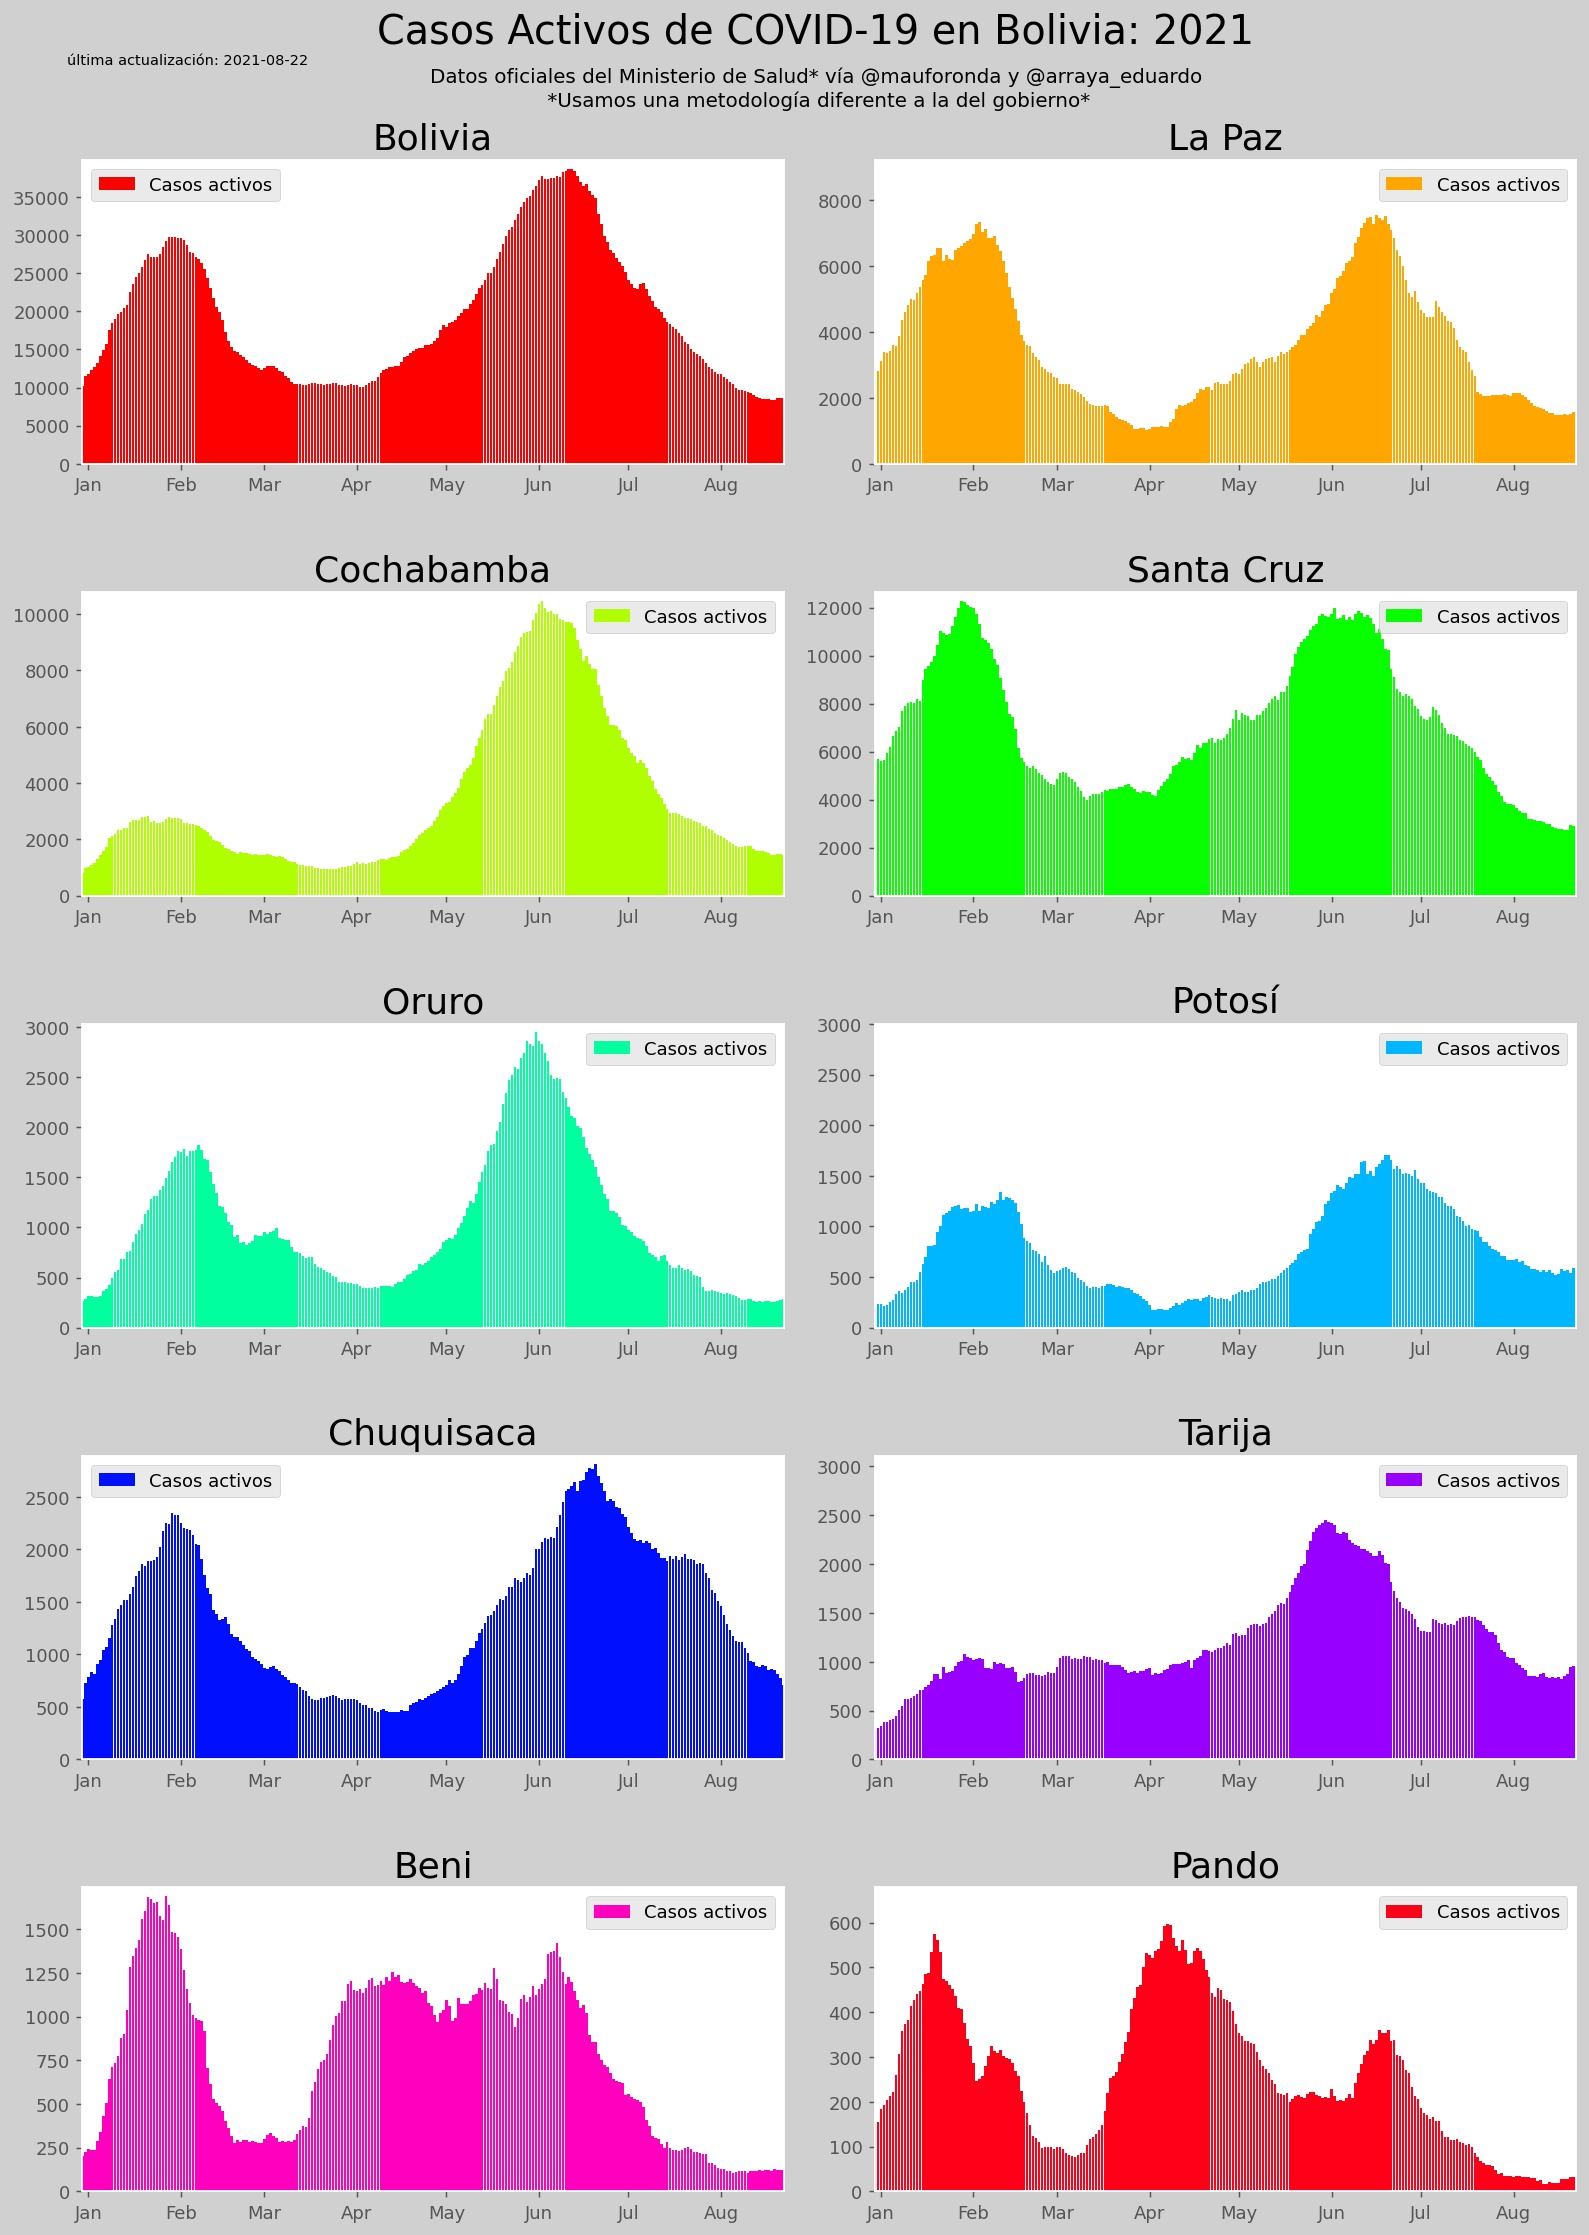 Casos Activos de COVID-19 en Bolivia: 2021
última actualización: 2021-08-22
Datos oficiales del Ministerio de Salud* vía @mauforonda y @arraya_eduardo
*Usamos una metodología diferente a la del gobierno*
Bolivia
Casos activos
35000
30000
25000
20000
15000
10000
5000
0
Jan Feb Mar Apr May Jun Jul Aug
La Paz
Casos activos
8000
6000
4000
2000
0
Jan Feb Mar Apr May Jun Jul Aug
Cochabamba
Casos activos
10000
8000
6000
4000
2000
0
Jan Feb Mar Apr May Jun Jul Aug
Santa Cruz
Casos activos
12000
10000
8000
6000
4000
2000
0
Jan Feb Mar Apr May Jun Jul Aug
Oruro
Casos activos
3000
2500
2000
1500
1000
500
0
Jan Feb Mar Apr May Jun Jul Aug
Potosí
Casos activos
3000
2500
2000
1500
1000
500
0
Jan Feb Mar Apr May Jun Jul Aug
Chuquisaca
Casos activos
2500
2000
1500
1000
500
0
Jan Feb Mar Apr May Jun Jul Aug
Tarija
Casos activos
3000
2500
2000
1500
1000
500
0
Jan Feb Mar Apr May Jun Jul Aug
Beni
Casos activos
1500
1250
1000
750
500
250
0
Jan Feb Mar Apr May Jun Jul Aug
Pando
Casos activos
600
500
400
300
200
100
0
Jan Feb Mar Apr May Jun Jul Aug